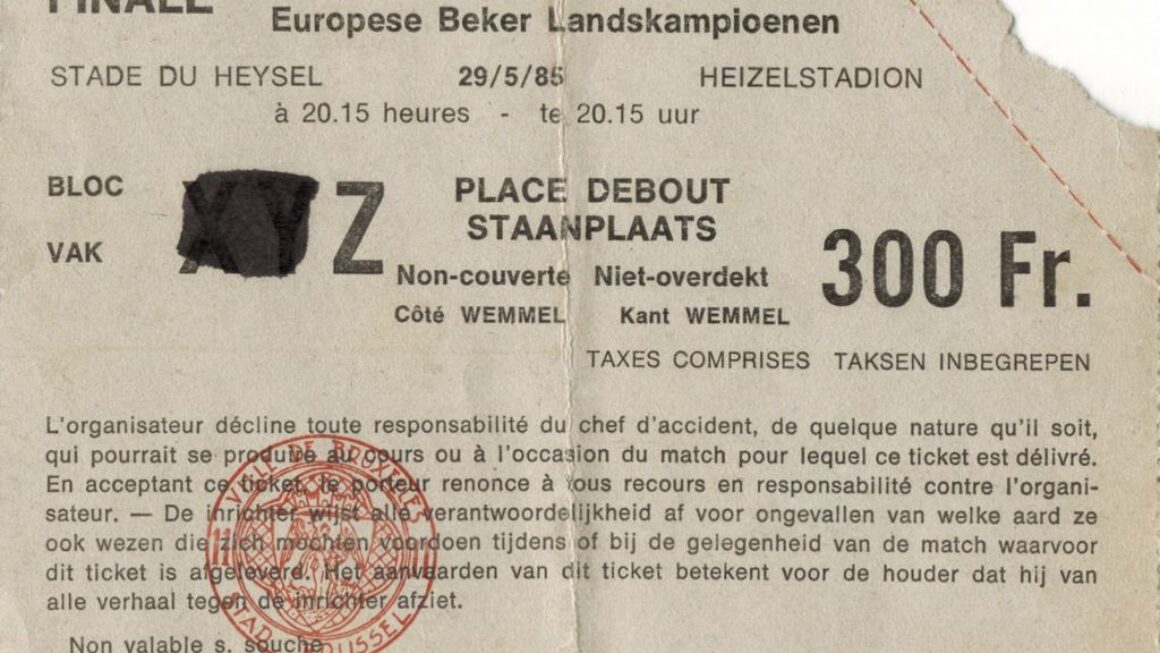 FINALE
Europese Beker Landskampioenen
STADE DU HEYSEL 29/5/85 HEIZELSTADION
à 20.15 heures - te 20.15 uur
BLOC
VAK
X Y Z
PLACE DEBOUT
STAANPLAATS
Non-couverte Niet-overdekt
Côté WEMMEL Kant WEMMEL
300 Fr.
TAXES COMPRISES TAKSEN INBEGREPEN
L'organisateur décline toute responsabilité du chef d'accident, de quelque nature qu'il soit,
qui pourrait se produire au cours ou à l'occasion du match pour lequel ce ticket est délivré.
En acceptant ce ticket, le porteur renonce à tous recours en responsabilité contre l'organi-
sateur. — De inrichter wijst alle verantwoordelijkheid af voor ongevallen van welke aard ze
ook wezen die zich mochten voordoen tijdens of bij de gelegenheid van de match waarvoor
dit ticket is afgeleverd. Het aanvaarden van dit ticket betekent voor de houder dat hij van
alle verhaal tegen de inrichter afziet.
Non valable s. souche
VILLE DE BRUXELLES
STAD BRUSSEL